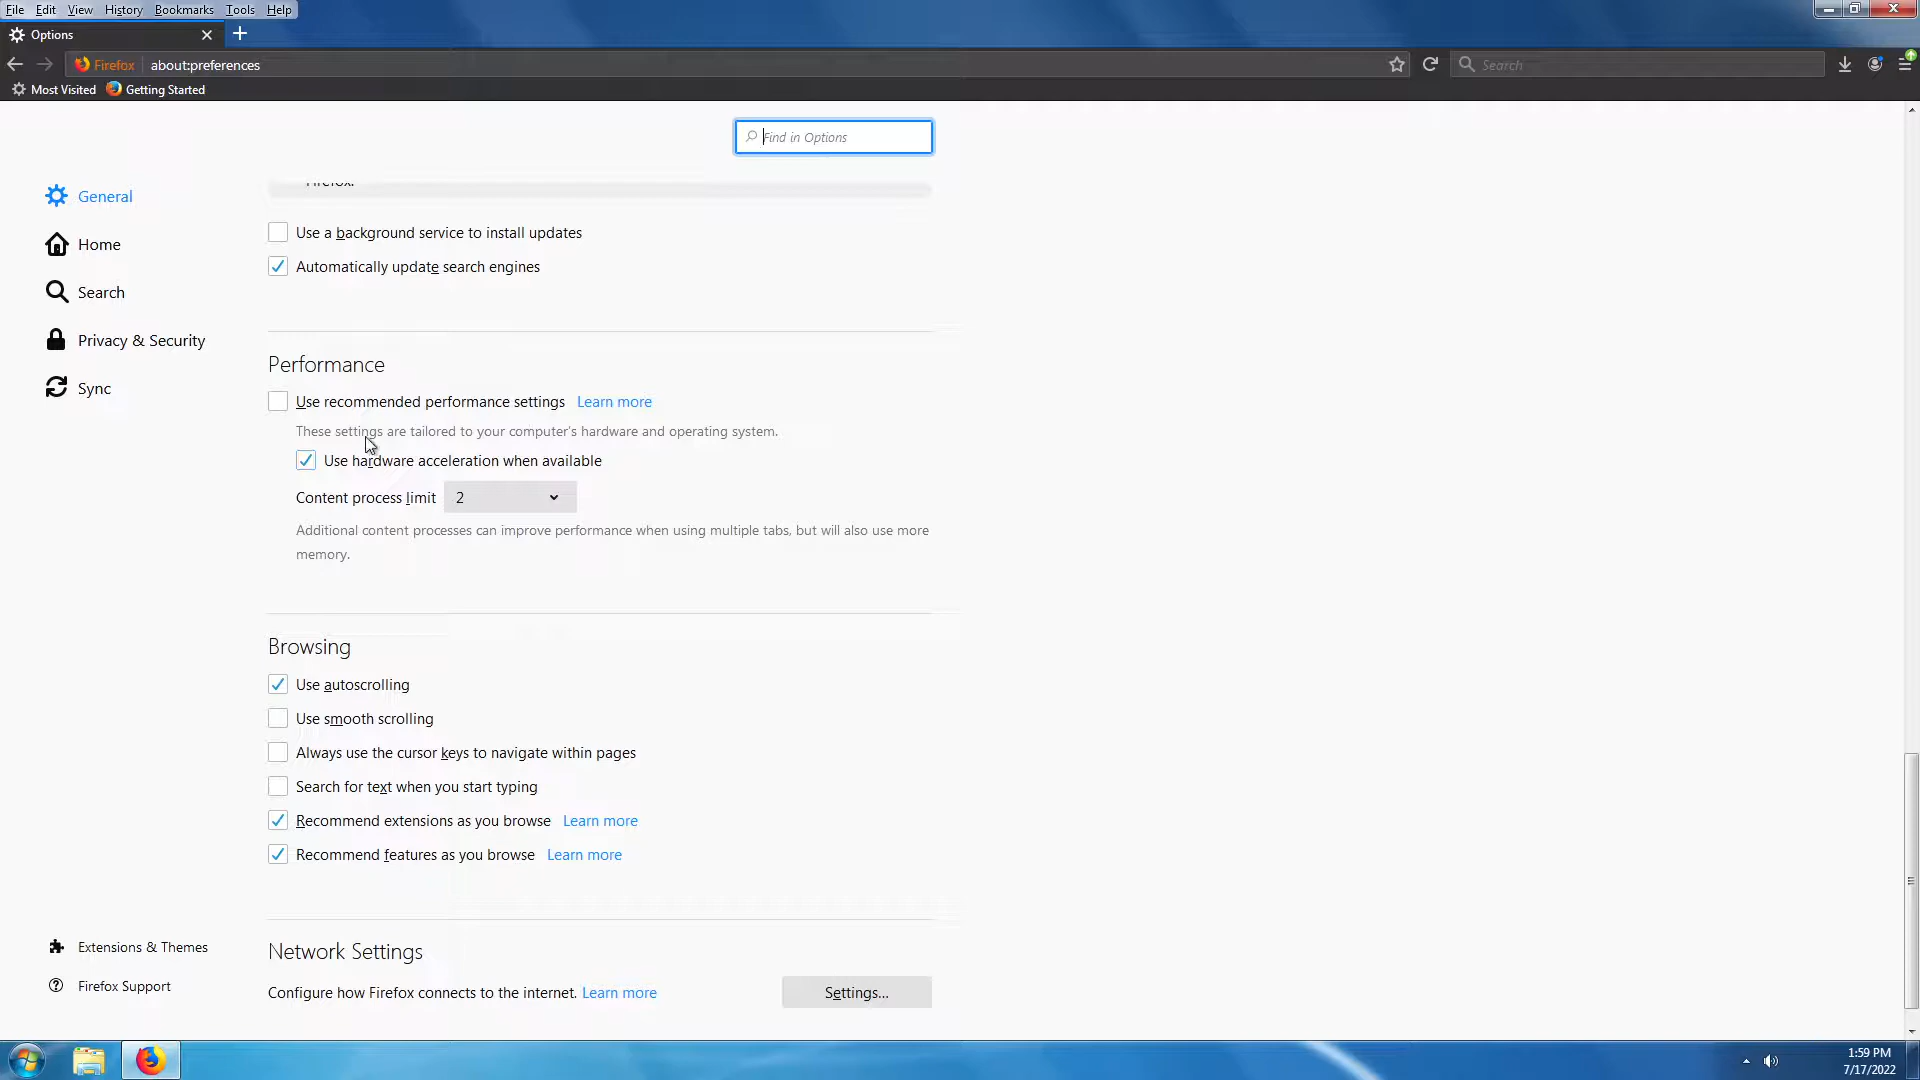 File Edit View History Bookmarks Tools Help
Options
Firefox about:preferences
Search
Most Visited Getting Started
Find in Options
Firefox.
General
Home
Search
Privacy & Security
Sync
Use a background service to install updates
Automatically update search engines
Performance
Use recommended performance settings Learn more
These settings are tailored to your computer's hardware and operating system.
Use hardware acceleration when available
Content process limit 2
Additional content processes can improve performance when using multiple tabs, but will also use more
memory.
Browsing
Use autoscrolling
Use smooth scrolling
Always use the cursor keys to navigate within pages
Search for text when you start typing
Recommend extensions as you browse Learn more
Recommend features as you browse Learn more
Network Settings
Configure how Firefox connects to the internet. Learn more Settings...
Extensions & Themes
Firefox Support
1:59 PM
7/17/2022